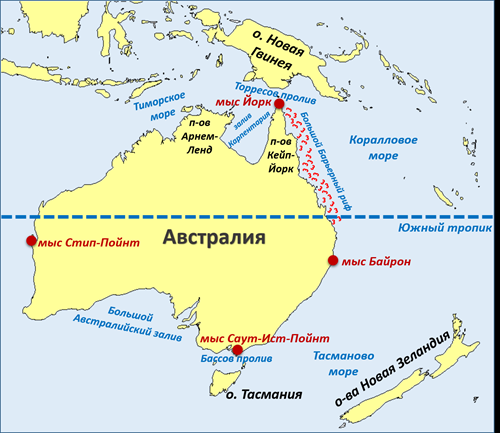 о. Новая
Гвинея
Торресов пролив
мыс Йорк
Тиморское
море
залив
Карпентария
п-ов
Арнем-
Ленд
п-ов
Кейп-
Йорк
Большой Барьерный риф
Коралловое
море
Южный тропик
мыс Стип-Пойнт
Австралия
мыс Байрон
Большой
Австралийский залив
мыс Саут-Ист-Пойнт
Бассов пролив
Тасманово
море
о. Тасмания
о-ва Новая Зеландия